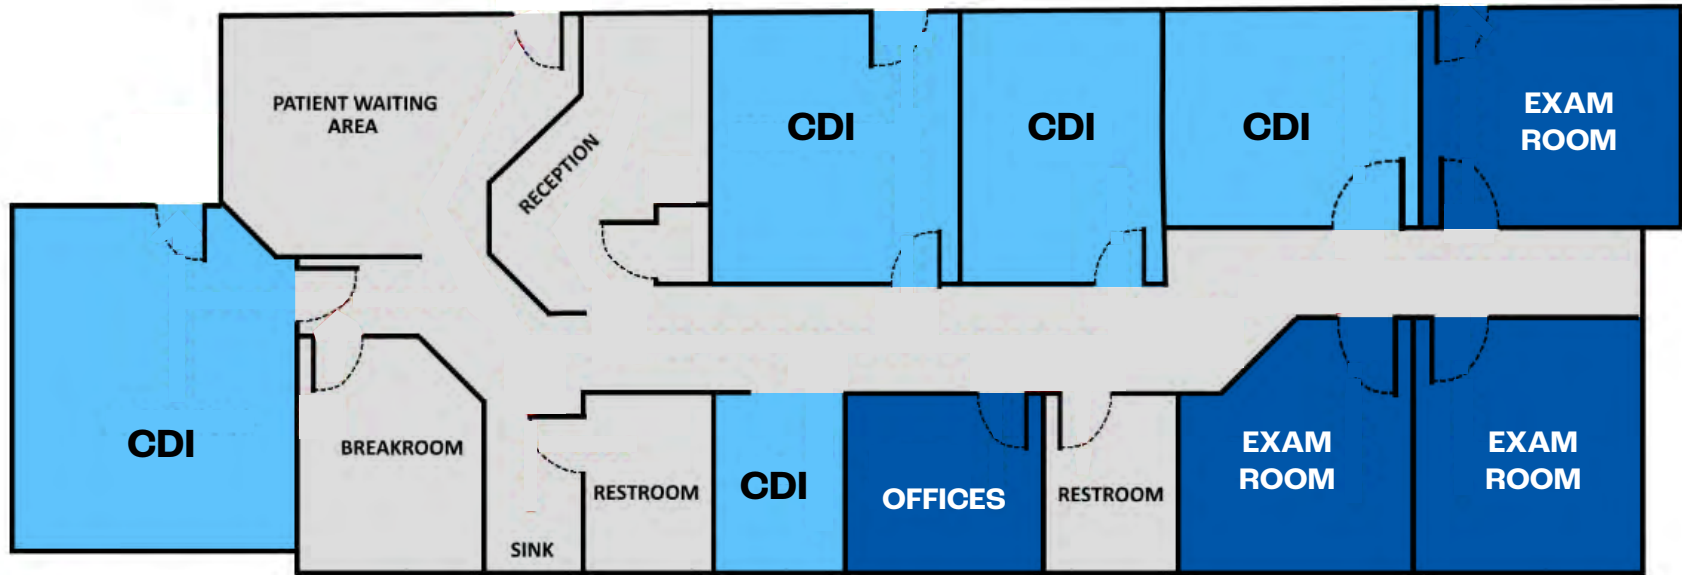 PATIENT WAITING
AREA
RECEPTION
CDI
CDI
CDI
EXAM
ROOM
CDI
BREAKROOM
SINK
RESTROOM
CDI
OFFICES
RESTROOM
EXAM
ROOM
EXAM
ROOM